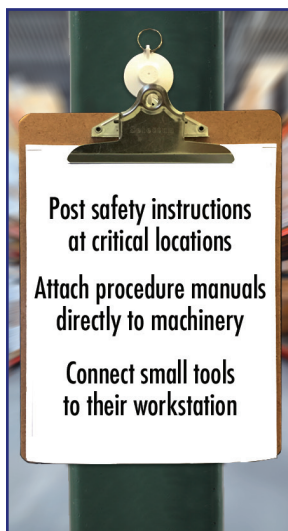 Post safety instructions
at critical locations
Attach procedure manuals
directly to machinery
Connect small tools
to their workstation